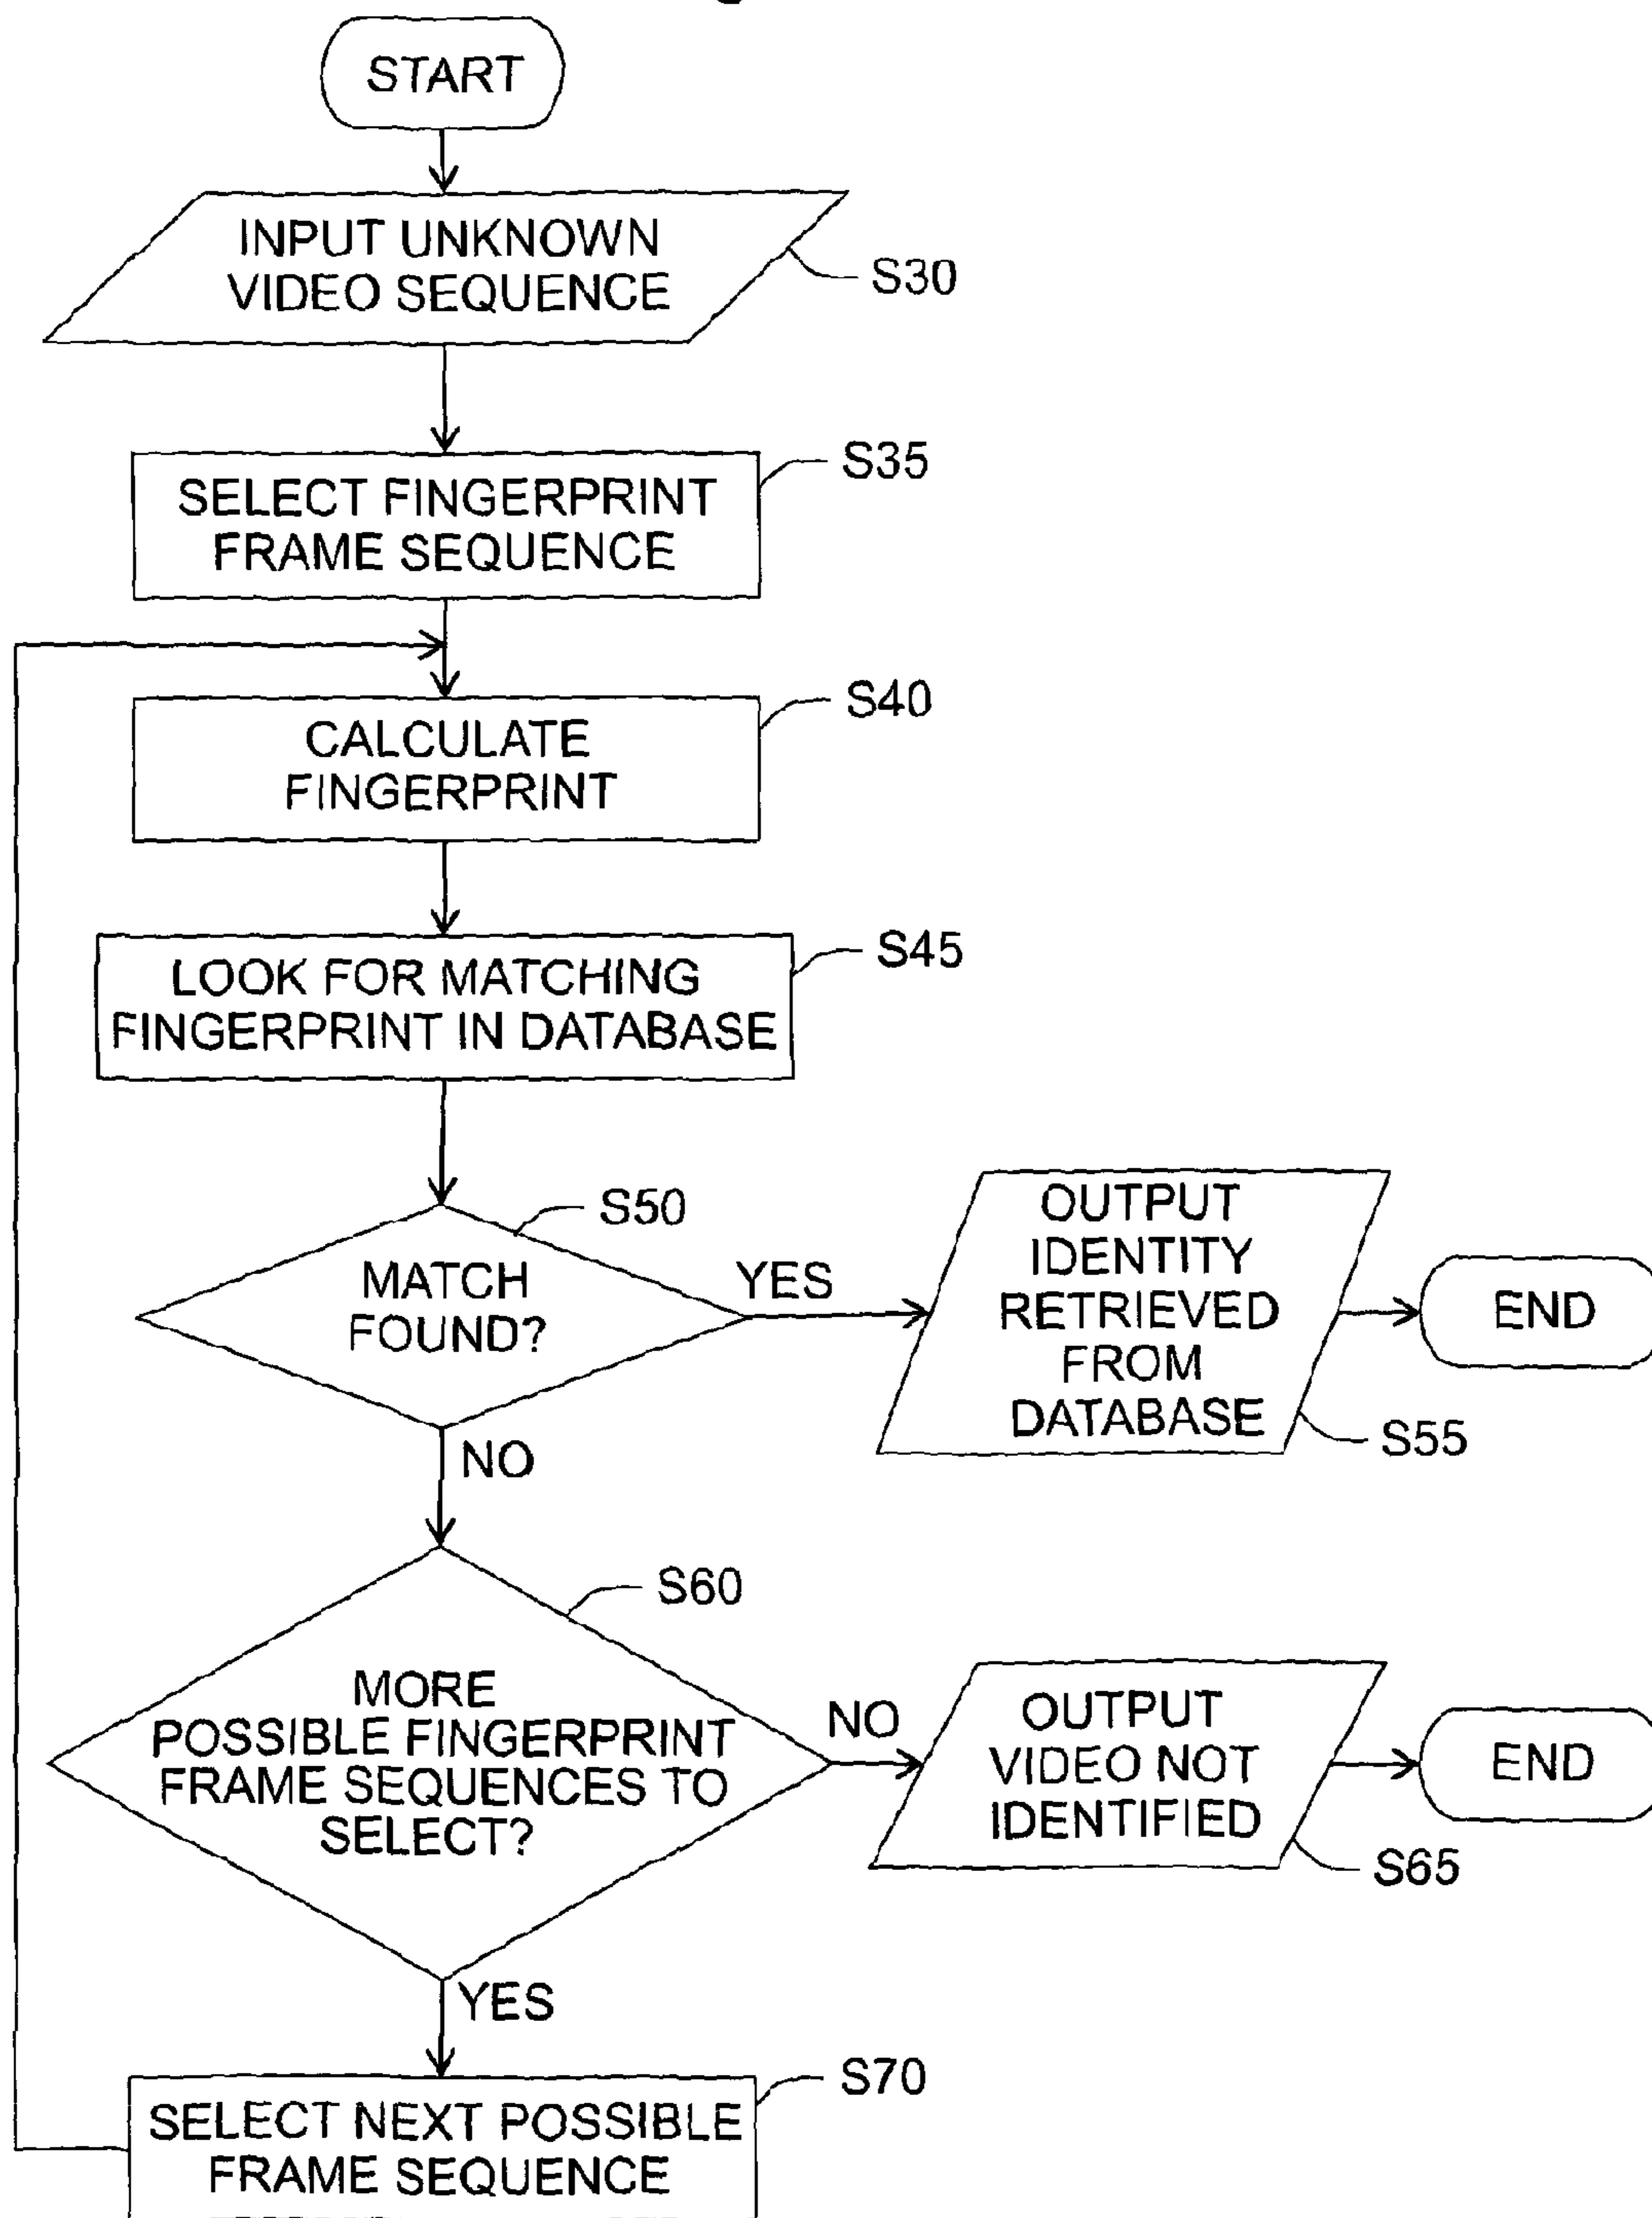 START
INPUT UNKNOWN
VIDEO SEQUENCE
S30
SELECT FINGERPRINT
FRAME SEQUENCE
S35
CALCULATE
FINGERPRINT
S40
LOOK FOR MATCHING
FINGERPRINT IN DATABASE
S45
MATCH
FOUND?
S50
YES
OUTPUT
IDENTITY
RETRIEVED
FROM
DATABASE
S55
END
NO
MORE
POSSIBLE FINGERPRINT
FRAME SEQUENCES TO
SELECT?
S60
NO
OUTPUT
VIDEO NOT
IDENTIFIED
S65
END
YES
SELECT NEXT POSSIBLE
FRAME SEQUENCE
S70